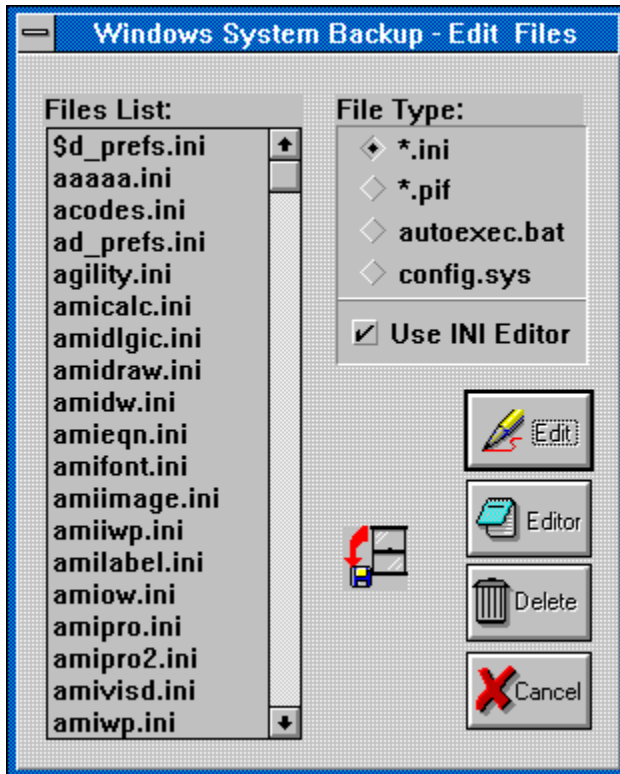 Windows System Backup - Edit Files
Files List:
$d_prefs.ini
aaaaa.ini
acodes.ini
ad_prefs.ini
agility.ini
amicalc.ini
amidlgic.ini
amidraw.ini
amidw.ini
amieqn.ini
amifont.ini
amiimage.ini
amiiwp.ini
amilabel.ini
amiow.ini
amipro.ini
amipro2.ini
amivisd.ini
amiwp.ini
File Type:
*.ini
*.pif
autoexec.bat
config.sys
Use INI Editor
Edit
Editor
Delete
Cancel